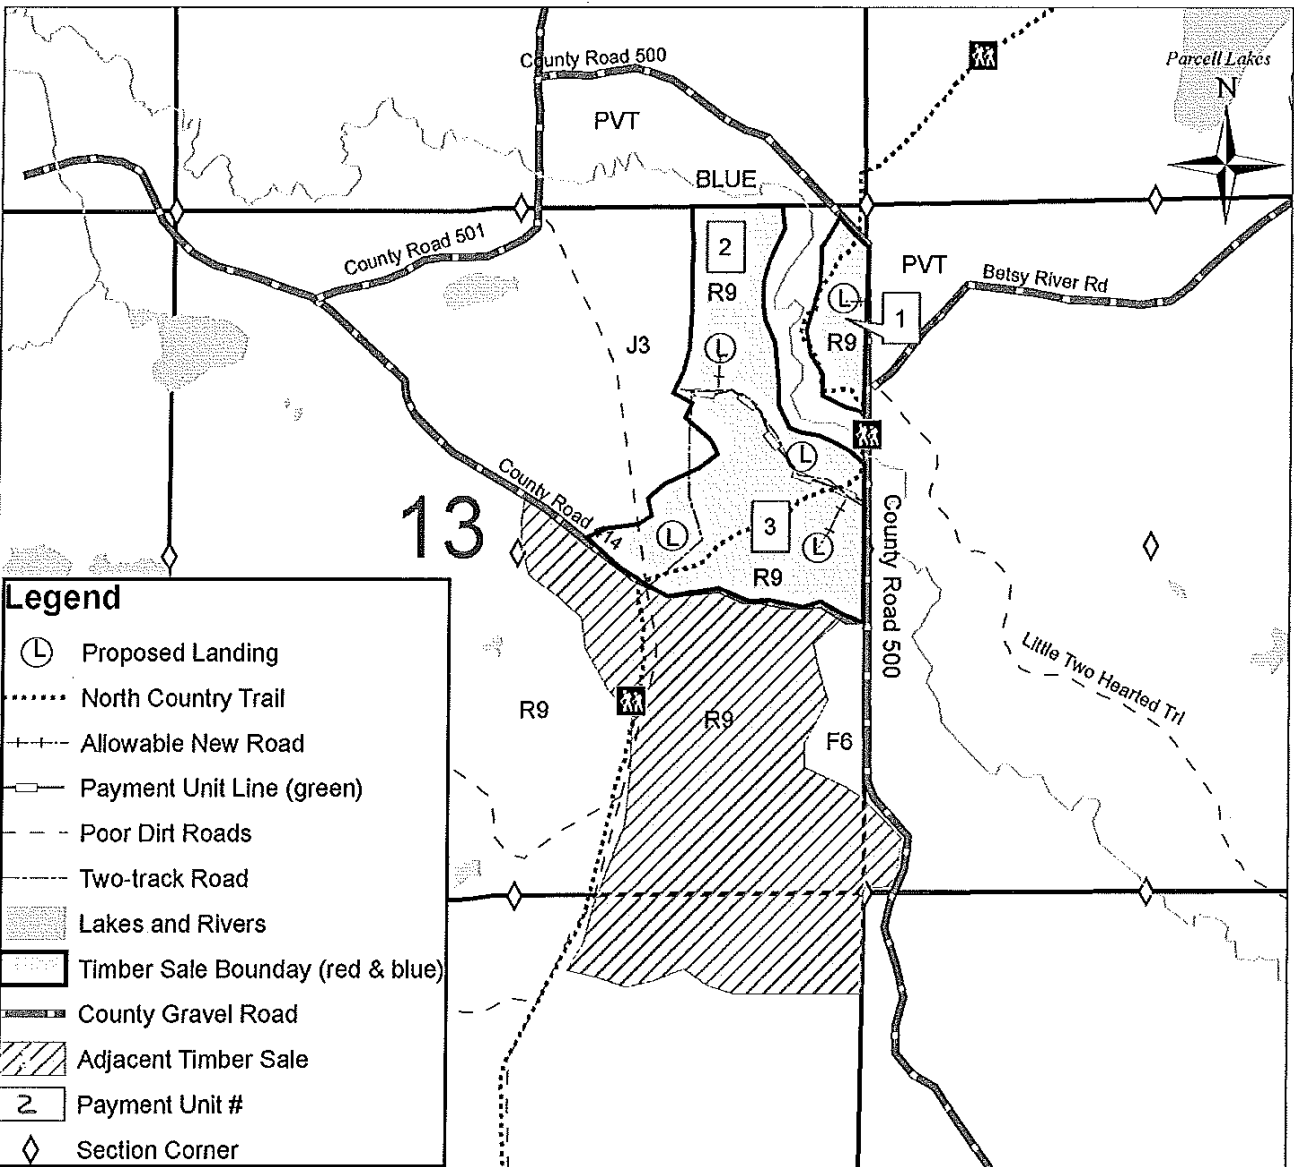 Parcell Lakes
N
County Road 500
PVT
BLUE
County Road 501
2
R9
PVT
Betsy River Rd
L
1
J3
L
R9
L
County Road
14
13
3
L
L
R9
County Road 500
Little Two Hearted Trl
R9
R9
F6
Legend
L Proposed Landing
North Country Trail
Allowable New Road
Payment Unit Line (green)
Poor Dirt Roads
Two-track Road
Lakes and Rivers
Timber Sale Bounday (red & blue)
County Gravel Road
Adjacent Timber Sale
2 Payment Unit #
Section Corner